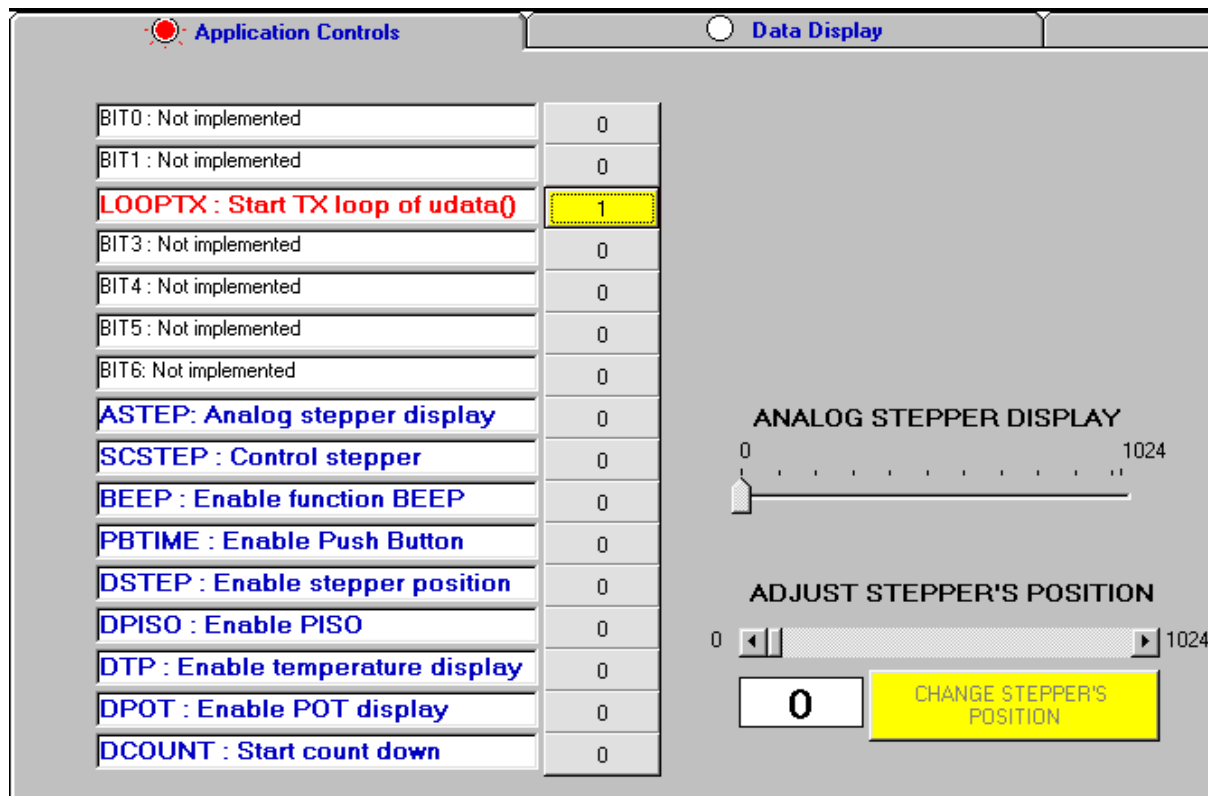 Application Controls
Data Display
BIT0 : Not implemented
0
BIT1 : Not implemented
0
LOOPTX : Start TX loop of udata()
1
BIT3 : Not implemented
0
BIT4 : Not implemented
0
BIT5 : Not implemented
0
BIT6: Not implemented
0
ASTEP: Analog stepper display
0
SCSTEP : Control stepper
0
BEEP : Enable function BEEP
0
PBTIME : Enable Push Button
0
DSTEP : Enable stepper position
0
DPISO : Enable PISO
0
DTP : Enable temperature display
0
DPOT : Enable POT display
0
DCOUNT : Start count down
0
ANALOG STEPPER DISPLAY
0
1024
ADJUST STEPPER'S POSITION
0
1024
0
CHANGE STEPPER'S
POSITION